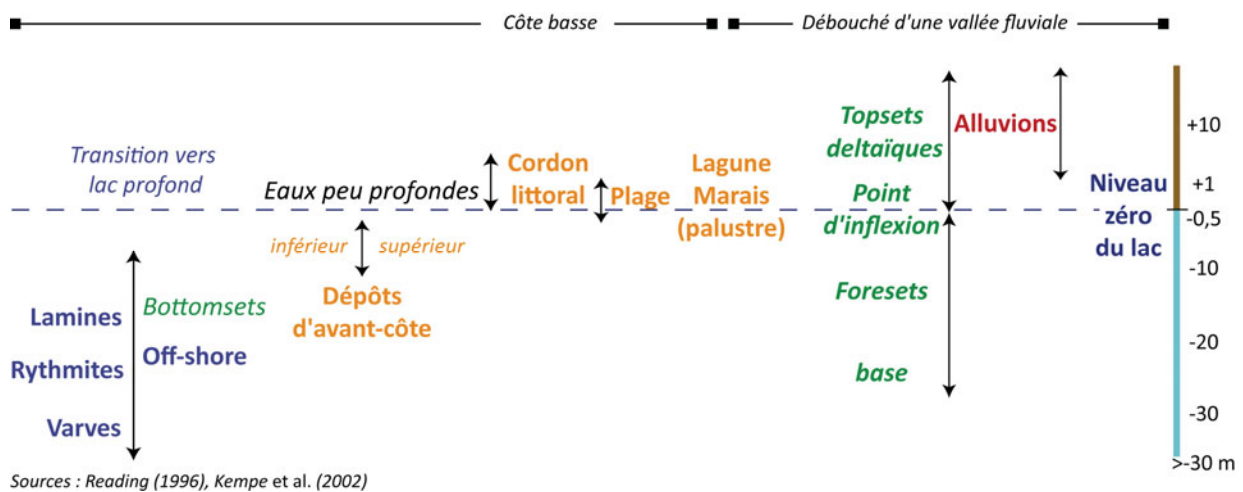 Côte basse
Débouché d'une vallée fluviale
Transition vers
lac profond
Eaux peu profondes
Cordon
littoral
Plage
Lagune
Marais
(palustre)
Topsets
deltaïques
Alluvions
Point
d'inflexion
Niveau
zéro
du lac
+10
+1
-0,5
-10
-20
-30
>-30 m
inférieur
supérieur
Dépôts
d'avant-côte
Foresets
base
Lamines
Bottomsets
Rythmites
Off-shore
Varves
Sources : Reading (1996), Kempe et al. (2002)